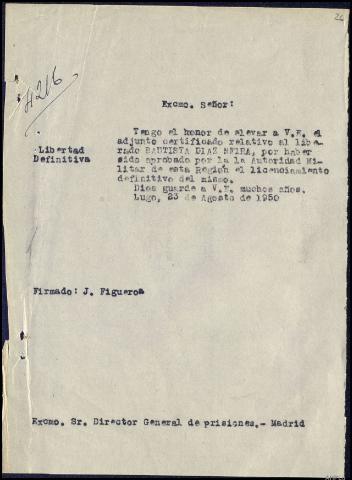 24
4216
Excmo. Señor:
Tengo el honor de elevar a V.E. el
adjunto certificado relativo al libe-
rado BAUTISTA DIAZ NEIRA, por haber
sido aprobado por la la Autoridad Mi-
litar de esta Región el licenciamiento
definitivo del mismo.
Dios guarde a V.E. muchos años.
Lugo, 23 de Agosto de 1950
Libertad
Definitiva
Firmado: J. Figueroa
Excmo. Sr. Director General de prisiones.- Madrid